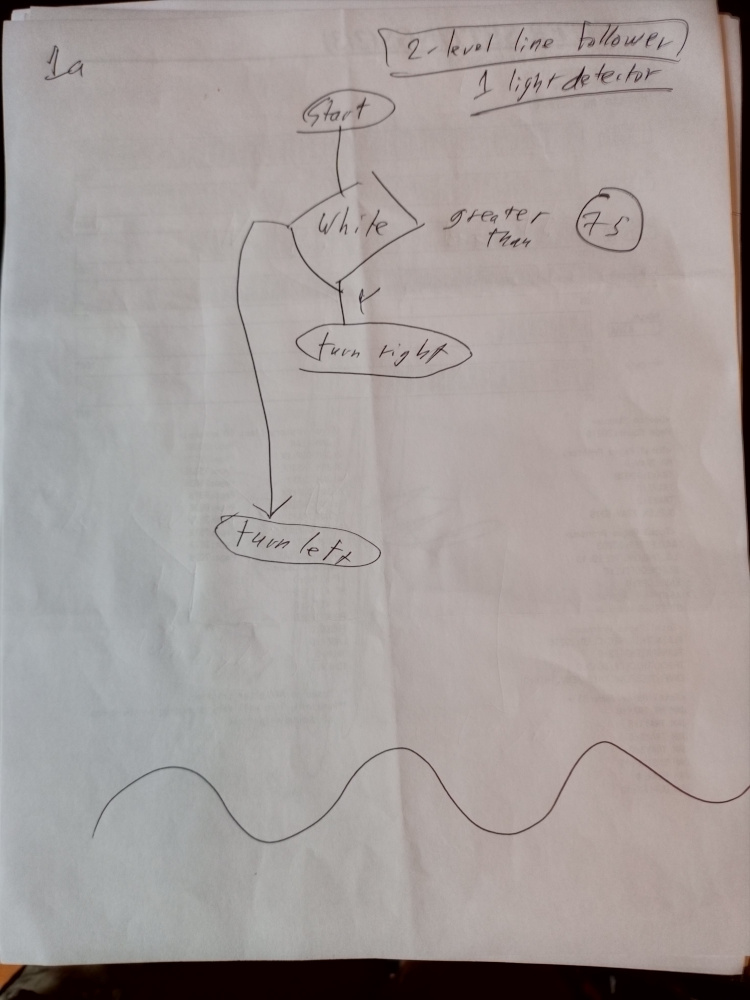 1a
2-level line follower
1 light detector
Start
White
greater
than
75
Y
turn right
turn left